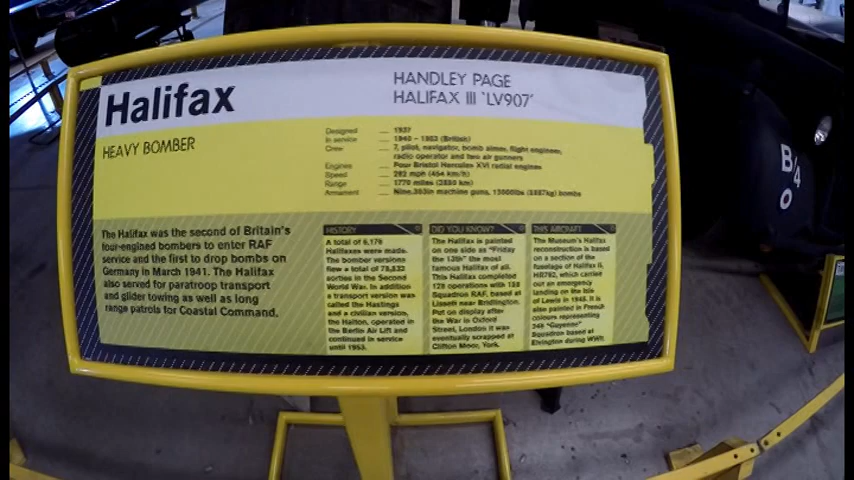 Halifax
HANDLEY PAGE
HALIFAX III 'LV907'
HEAVY BOMBER
Designed ... 1937
In service ... 1940 - 1952 (British)
Crew ... 7, pilot, navigator, bomb aimer, flight engineer,
radio operator and two air gunners
Engines ... Four Bristol Hercules XVI radial engines
Speed ... 282 mph (454 km/h)
Range ... 1770 miles (2850 km)
Armament ... Nine .303in machine guns, 13000lbs (5897kg) bombs
The Halifax was the second of Britain's
four-engined bombers to enter RAF
service and the first to drop bombs on
Germany in March 1941. The Halifax
also served for paratroop transport
and glider towing as well as long
range patrols for Coastal Command.
HISTORY
A total of 6,176
Halifaxes were made.
The bomber versions
flew a total of 75,532
sorties in the Second
World War. In addition
a transport version was
called the Hastings
and a civilian version,
the Halton, operated in
the Berlin Air Lift and
continued in service
until 1953.
DID YOU KNOW?
The Halifax is painted
on one side as "Friday
the 13th" the most
famous Halifax of all.
This Halifax completed
128 operations with 158
Squadron RAF, based at
Lissett near Bridlington.
Put on display after
the War in Oxford
Street, London it was
eventually scrapped at
Clifton Moor, York.
THIS AIRCRAFT
The Museum's Halifax
reconstruction is based
on a section of the
fuselage of Halifax II,
HR792, which carried
out an emergency
landing on the Isle
of Lewis in 1945. It is
also painted in French
colours representing
346 "Guyenne"
Squadron based at
Elvington during WWII.
B
4